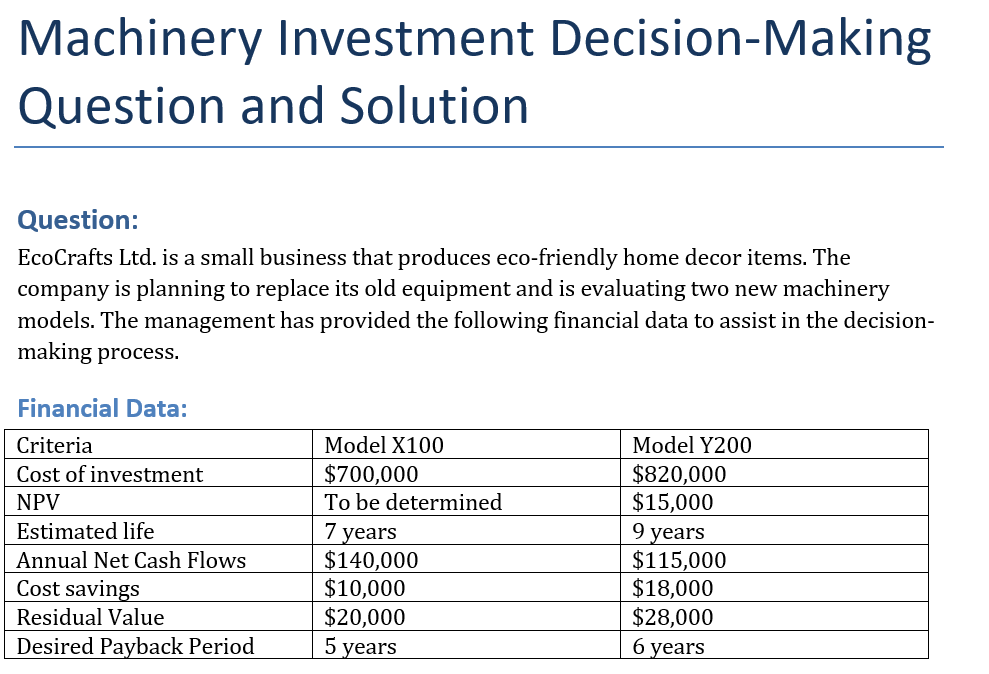 Machinery Investment Decision-Making
Question and Solution
Question:
EcoCrafts Ltd. is a small business that produces eco-friendly home decor items. The
company is planning to replace its old equipment and is evaluating two new machinery
models. The management has provided the following financial data to assist in the decision-
making process.
Financial Data:
Criteria Model X100 Model Y200
Cost of investment $700,000 $820,000
NPV To be determined $15,000
Estimated life 7 years 9 years
Annual Net Cash Flows $140,000 $115,000
Cost savings $10,000 $18,000
Residual Value $20,000 $28,000
Desired Payback Period 5 years 6 years